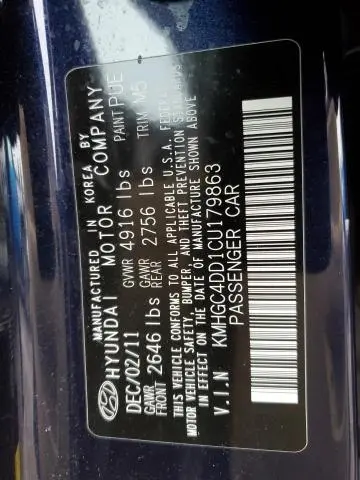 MANUFACTURED IN KOREA BY
HYUNDAI MOTOR COMPANY
DEC/02/11 GVWR 4916 lbs PAINT PUE
GAWR FRONT 2646 lbs GAWR REAR 2756 lbs TRIM M5
THIS VEHICLE CONFORMS TO ALL APPLICABLE U.S.A. FEDERAL
MOTOR VEHICLE SAFETY, BUMPER, AND THEFT PREVENTION STANDARDS
IN EFFECT ON THE DATE OF MANUFACTURE SHOWN ABOVE
V.I.N KMHGC4DD1CU179863
PASSENGER CAR